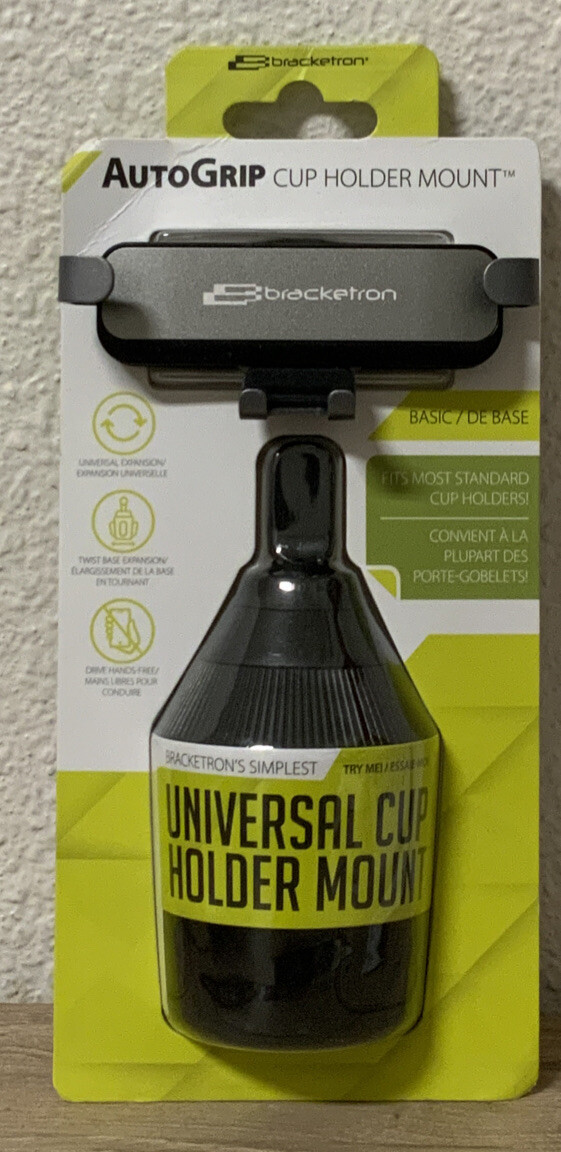 bracketron
AUTOGRIP CUP HOLDER MOUNT™
bracketron
BASIC / DE BASE
FITS MOST STANDARD
CUP HOLDERS!
CONVIENT À LA
PLUPART DES
PORTE-GOBELETS!
UNIVERSAL EXPANSION/
EXPANSION UNIVERSELLE
TWIST BASE EXPANSION/
ÉLARGISSEMENT DE LA BASE
EN TOURNANT
DRIVE HANDS-FREE/
MAINS LIBRES POUR
CONDUIRE
BRACKETRON'S SIMPLEST
TRY ME! /
UNIVERSAL CUP
HOLDER MOUNT